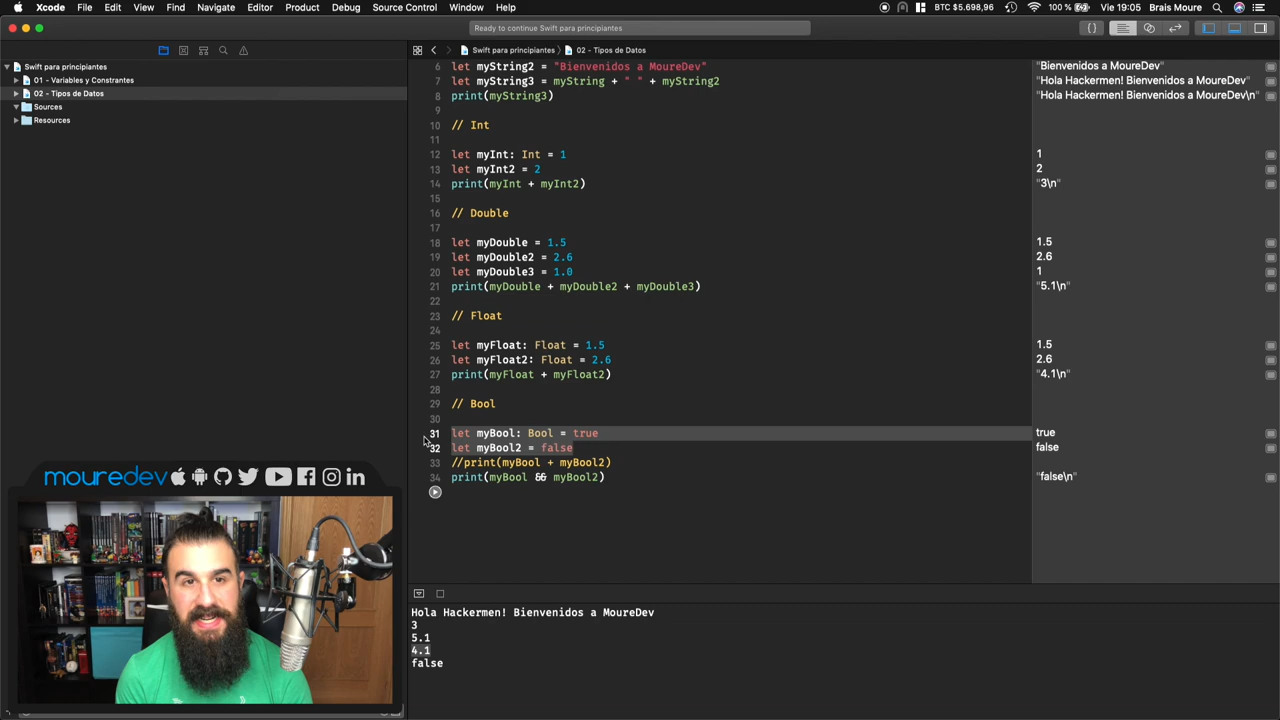 Xcode File Edit View Find Navigate Editor Product Debug Source Control Window Help BTC $5.698,96 100 % Vie 19:05 Brais Moure
Ready to continue Swift para principiantes
Swift para principiantes
01 - Variables y Constantes
02 - Tipos de Datos
Sources
Resources
Swift para principiantes 02 - Tipos de Datos
6 let myString2 = "Bienvenidos a MoureDev" "Bienvenidos a MoureDev"
7 let myString3 = myString + " " + myString2 "Hola Hackermen! Bienvenidos a MoureDev"
8 print(myString3) "Hola Hackermen! Bienvenidos a MoureDev\n"
9
10 // Int
11
12 let myInt: Int = 1 1
13 let myInt2 = 2 2
14 print(myInt + myInt2) "3\n"
15
16 // Double
17
18 let myDouble = 1.5 1.5
19 let myDouble2 = 2.6 2.6
20 let myDouble3 = 1.0 1
21 print(myDouble + myDouble2 + myDouble3) "5.1\n"
22
23 // Float
24
25 let myFloat: Float = 1.5 1.5
26 let myFloat2: Float = 2.6 2.6
27 print(myFloat + myFloat2) "4.1\n"
28
29 // Bool
30
31 let myBool: Bool = true true
32 let myBool2 = false false
33 //print(myBool + myBool2)
34 print(myBool && myBool2) "false\n"
mouredev
Hola Hackermen! Bienvenidos a MoureDev
3
5.1
4.1
false